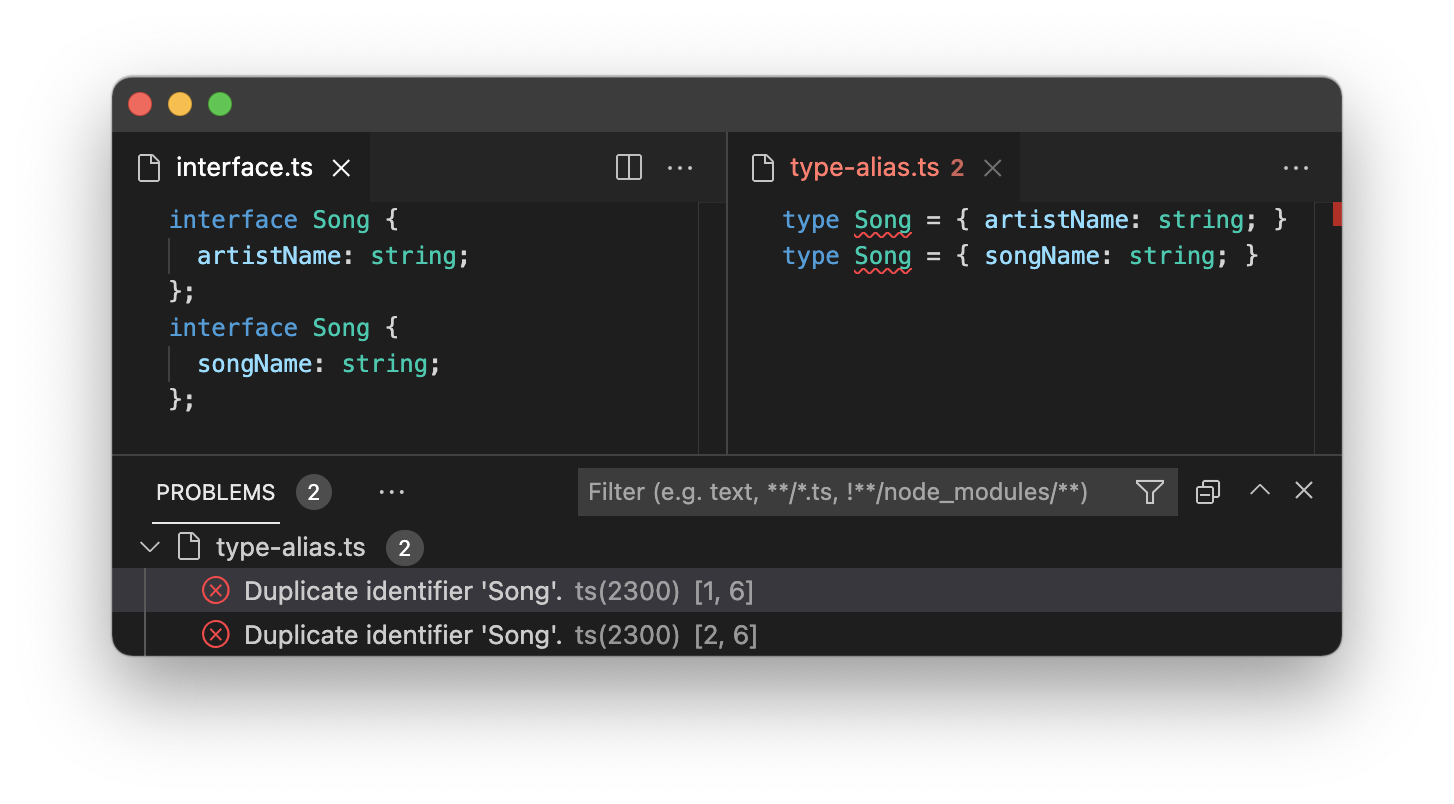 interface.ts
interface Song {
artistName: string;
};
interface Song {
songName: string;
};
type-alias.ts 2
type Song = { artistName: string; }
type Song = { songName: string; }
PROBLEMS 2 ... Filter (e.g. text, **/*.ts, !**/node_modules/**)
type-alias.ts 2
Duplicate identifier 'Song'. ts(2300) [1, 6]
Duplicate identifier 'Song'. ts(2300) [2, 6]